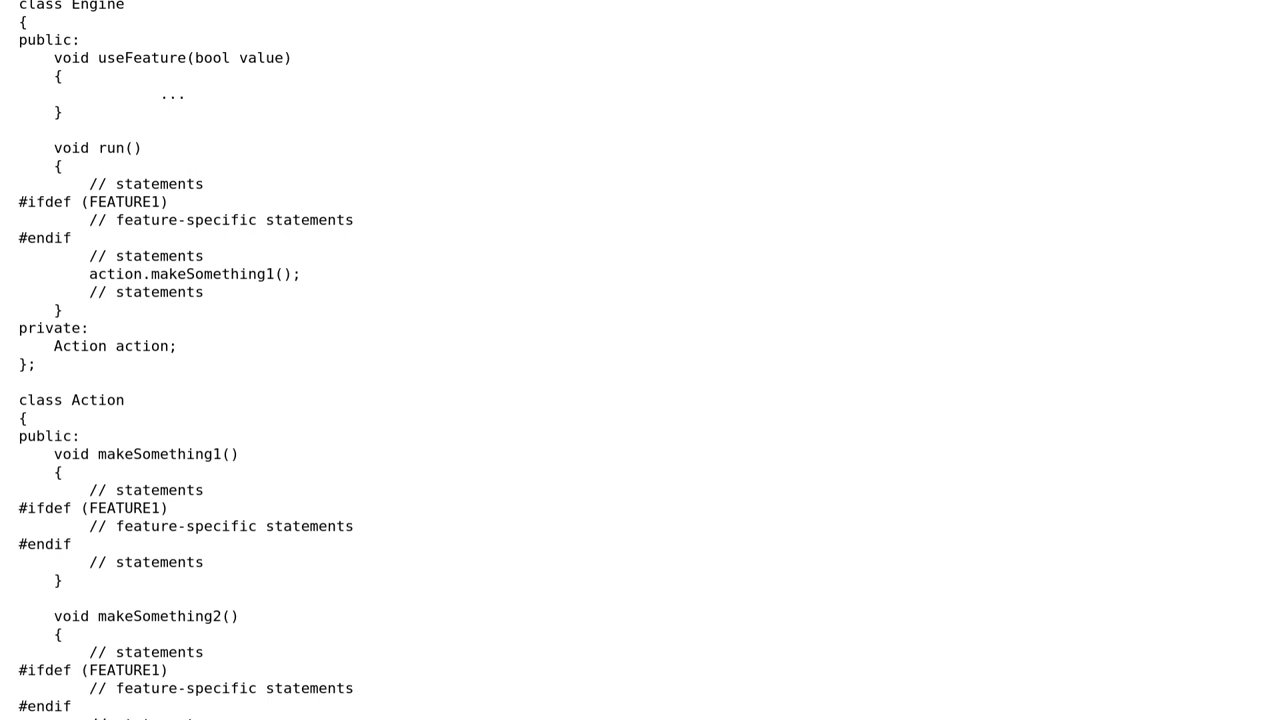 class Engine
{
public:
    void useFeature(bool value)
    {
                ...
    }

    void run()
    {
        // statements
#ifdef (FEATURE1)
        // feature-specific statements
#endif
        // statements
        action.makeSomething1();
        // statements
    }
private:
    Action action;
};

class Action
{
public:
    void makeSomething1()
    {
        // statements
#ifdef (FEATURE1)
        // feature-specific statements
#endif
        // statements
    }

    void makeSomething2()
    {
        // statements
#ifdef (FEATURE1)
        // feature-specific statements
#endif